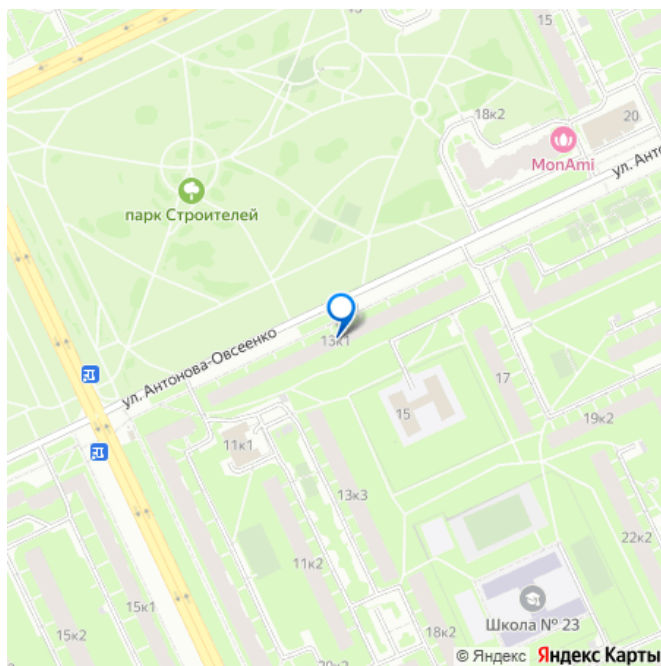 15
18к2
20
MonAmi
ул. Анто
парк Строителей
ул. Антонова-Овсеенко
13к1
17
15
19к2
11к1
13к3
22к2
11к2
15к1
Школа № 23
15к2
18к2
© Яндекс Яндекс Карты